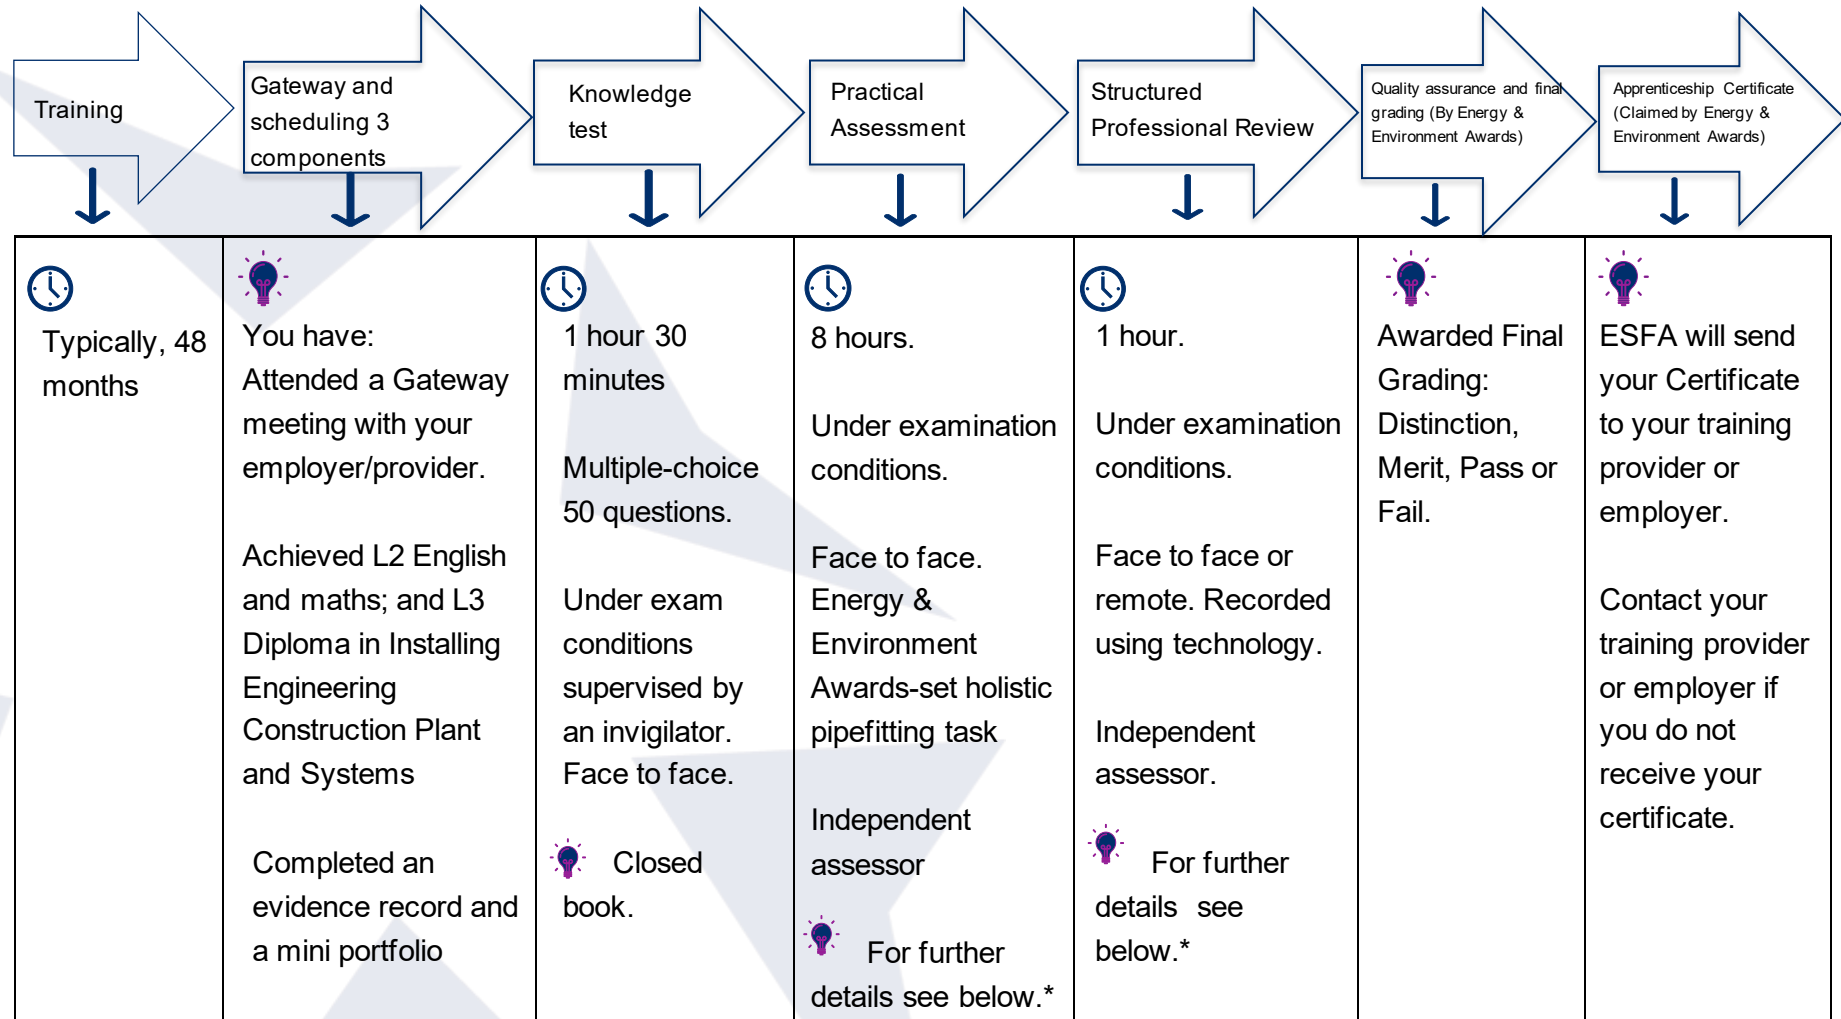 Training
Gateway and
scheduling 3
components
Knowledge
test
Practical
Assessment
Structured
Professional Review
Quality assurance and final
grading (By Energy &
Environment Awards)
Apprenticeship Certificate
(Claimed by Energy &
Environment Awards)
Typically, 48
months
You have:
Attended a Gateway
meeting with your
employer/provider.
Achieved L2 English
and maths; and L3
Diploma in Installing
Engineering
Construction Plant
and Systems
Completed an
evidence record and
a mini portfolio
1 hour 30
minutes
Multiple-choice
50 questions.
Under exam
conditions
supervised by
an invigilator.
Face to face.
Closed
book.
8 hours.
Under examination
conditions.
Face to face.
Energy &
Environment
Awards-set holistic
pipefitting task
Independent
assessor
For further
details see below.*
1 hour.
Under examination
conditions.
Face to face or
remote. Recorded
using technology.
Independent
assessor.
For further
details see
below.*
Awarded Final
Grading:
Distinction,
Merit, Pass or
Fail.
ESFA will send
your Certificate
to your training
provider or
employer.
Contact your
training provider
or employer if
you do not
receive your
certificate.